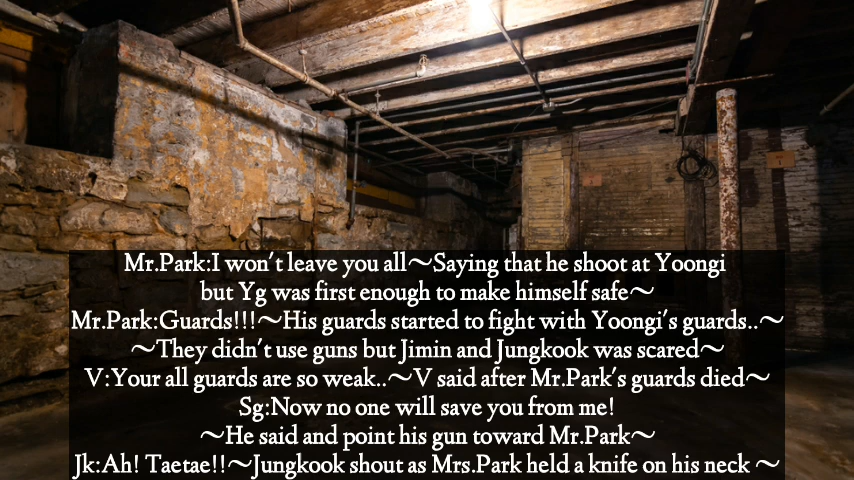 Mr.Park:I won't leave you all～Saying that he shoot at Yoongi
but Yg was first enough to make himself safe～
Mr.Park:Guards!!!～His guards started to fight with Yoongi's guards..～
～They didn't use guns but Jimin and Jungkook was scared～
V:Your all guards are so weak..～V said after Mr.Park's guards died～
Sg:Now no one will save you from me!
～He said and point his gun toward Mr.Park～
Jk:Ah! Taetae!!～Jungkook shout as Mrs.Park held a knife on his neck ～